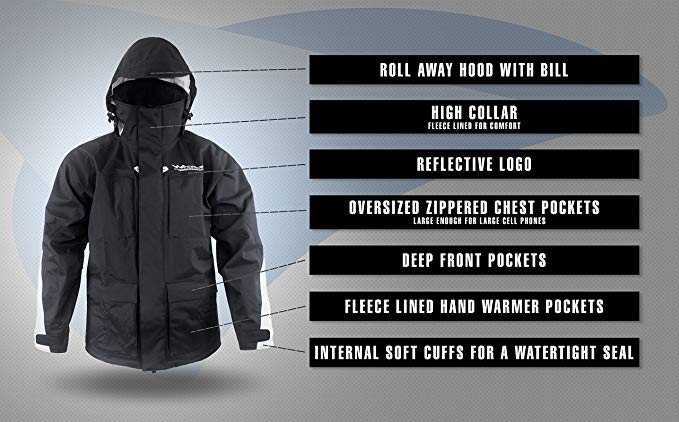 ROLL AWAY HOOD WITH BILL
HIGH COLLAR
FLEECE LINED FOR COMFORT
REFLECTIVE LOGO
OVERSIZED ZIPPERED CHEST POCKETS
LARGE ENOUGH FOR LARGE CELL PHONES
DEEP FRONT POCKETS
FLEECE LINED HAND WARMER POCKETS
INTERNAL SOFT CUFFS FOR A WATERTIGHT SEAL